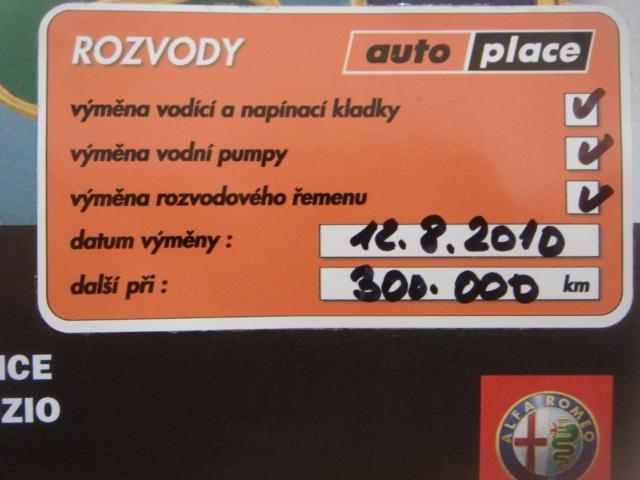 ROZVODY auto place
výměna vodící a napínací kladky
výměna vodní pumpy
výměna rozvodového řemenu
datum výměny : 12.8.2010
další při : 300.000 km
ICE
ZIO
ALFA ROMEO